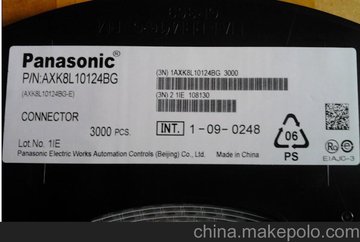 Panasonic
P/N:AXK8L10124BG
(AXK8L10124BG-E)
(3N) 1AXK8L10124BG 3000
(3N) 2 1IE 108130
CONNECTOR
3000 PCS.
INT. 1-09-0248
06
PS
Lot No. 1IE
Made in China
Panasonic Electric Works Automation Controls (Beijing) Co., Ltd.
EIAJC-3
china.makepolo.com